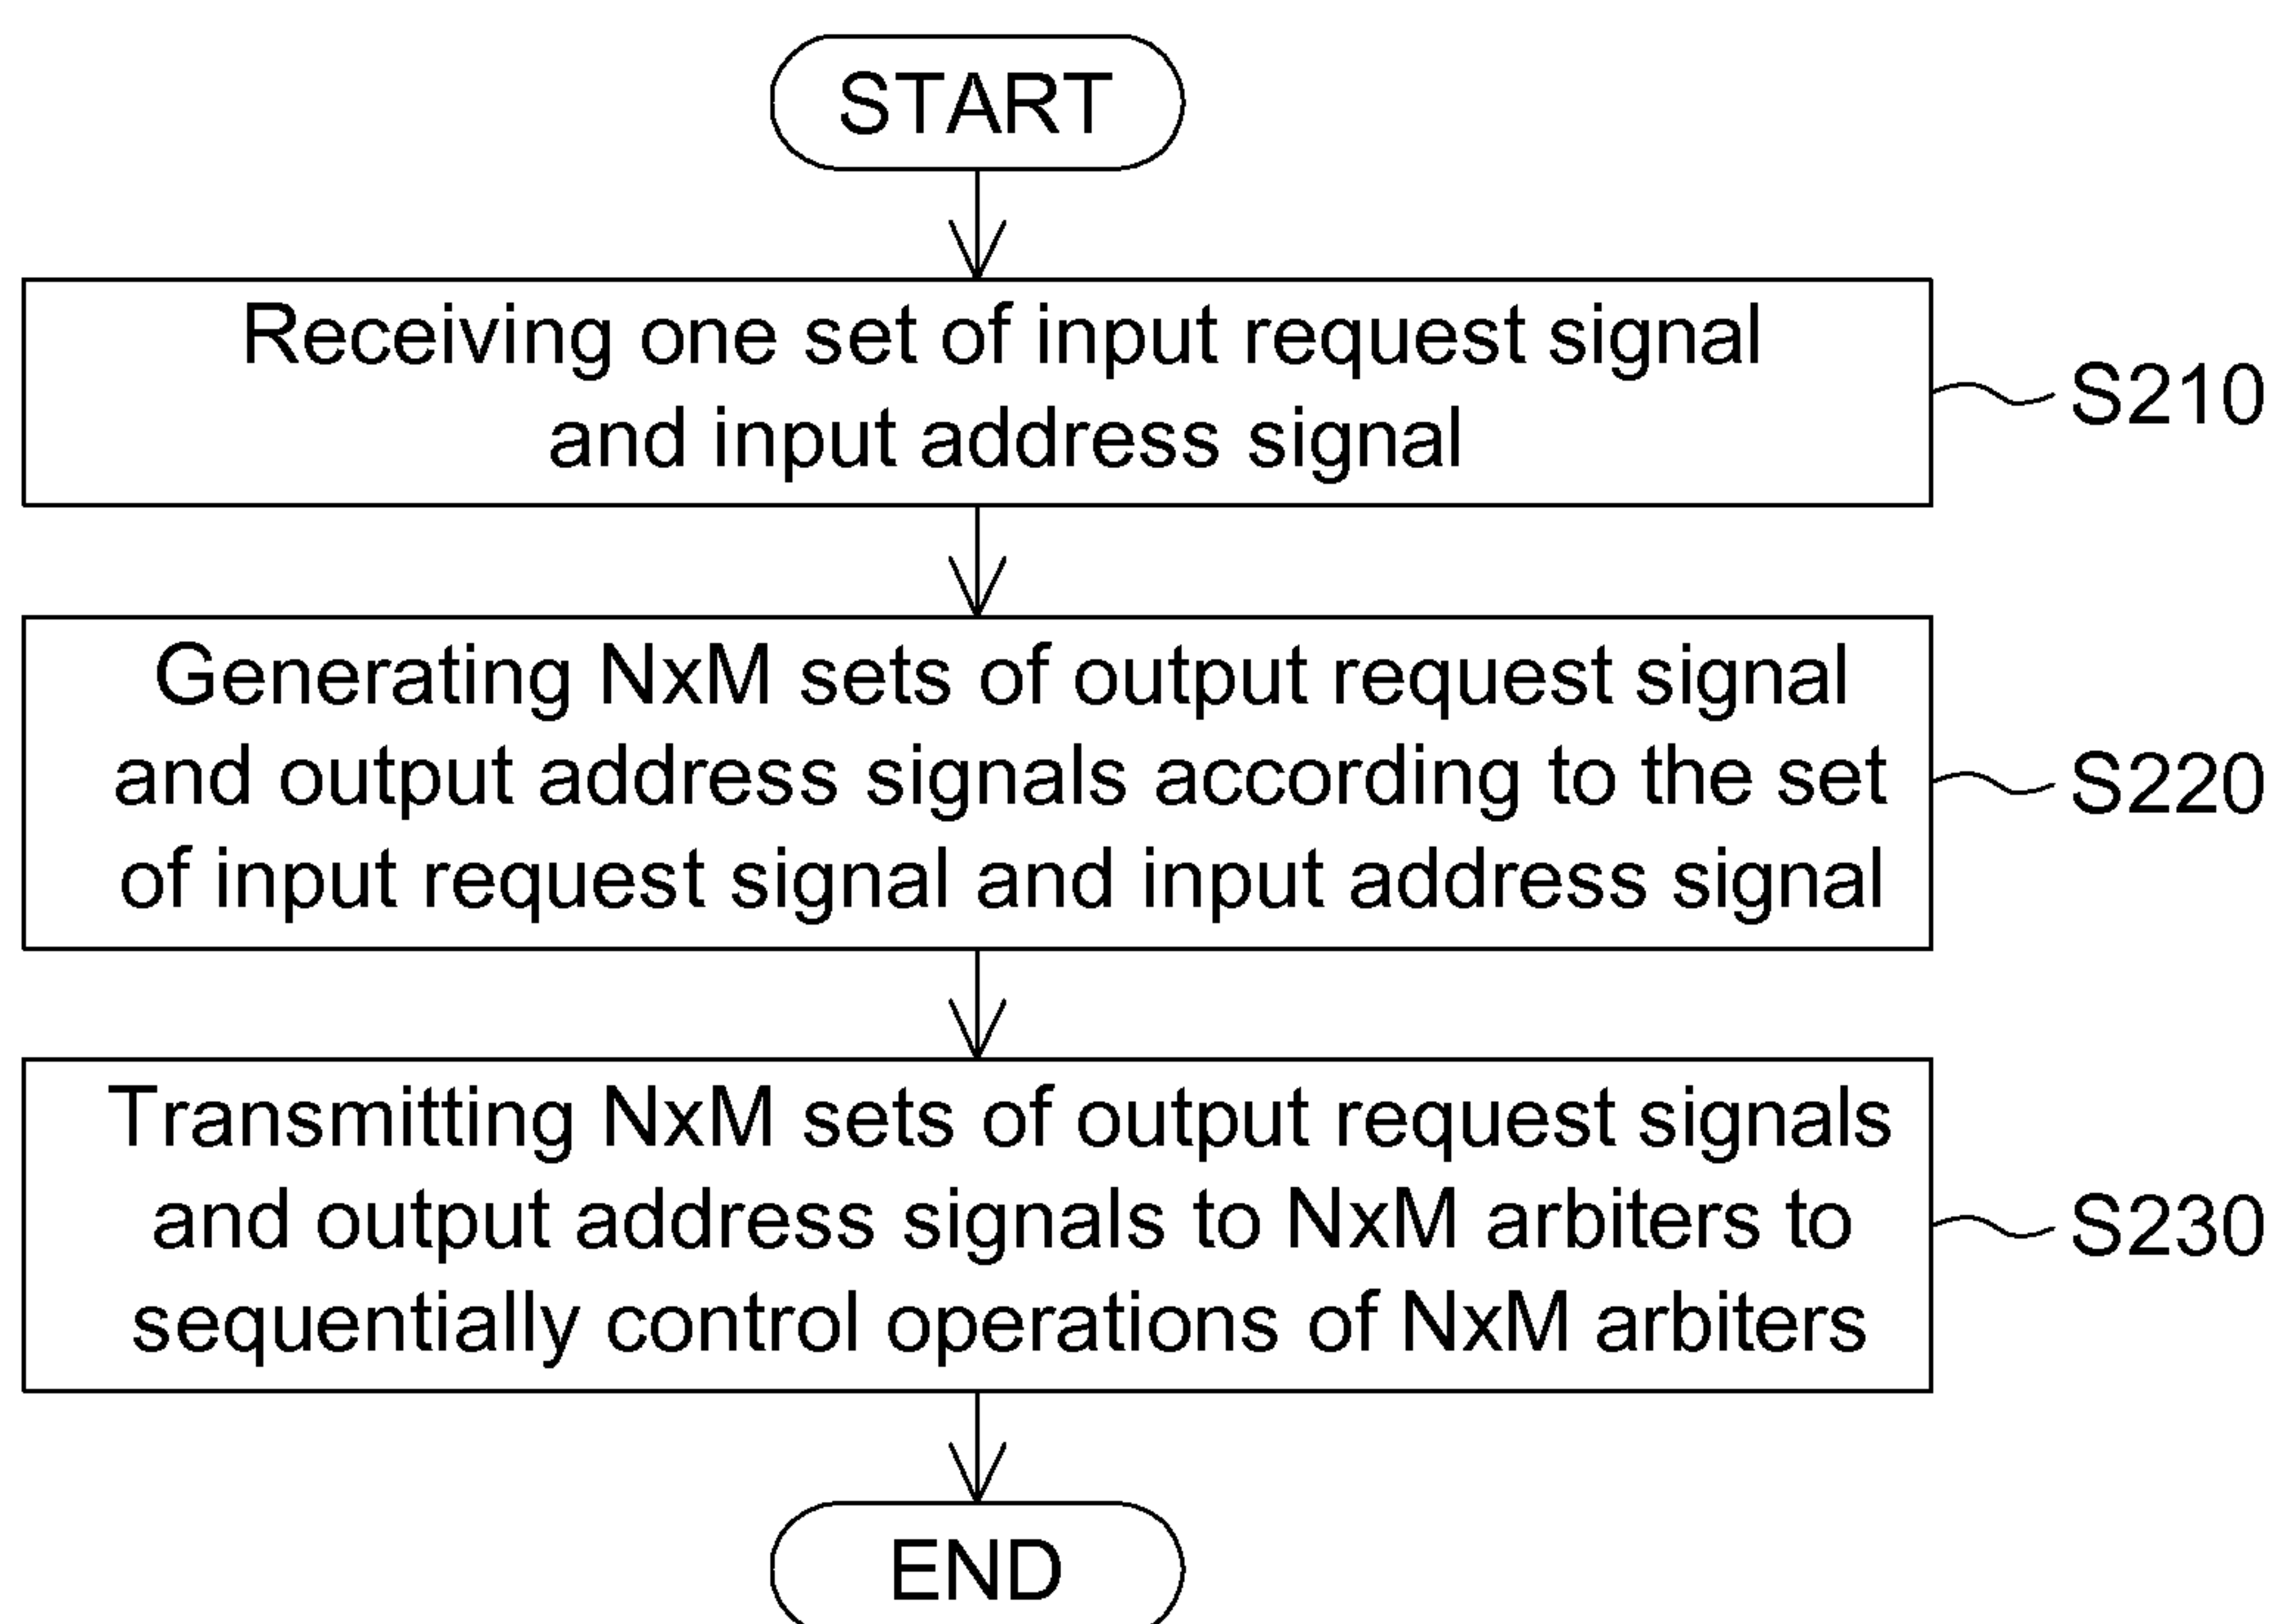 START
Receiving one set of input request signal
and input address signal
S210
Generating NxM sets of output request signal
and output address signals according to the set
of input request signal and input address signal
S220
Transmitting NxM sets of output request signals
and output address signals to NxM arbiters to
sequentially control operations of NxM arbiters
S230
END